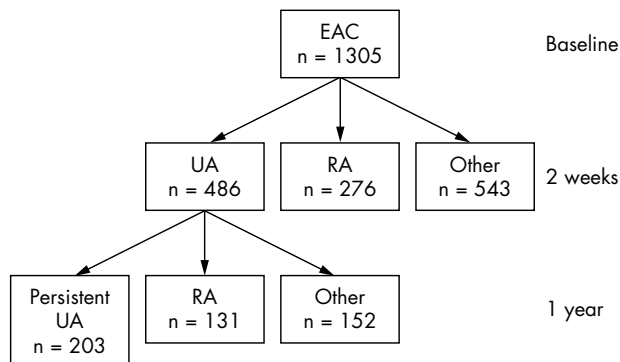 EAC
n = 1305
Baseline
UA
n = 486
RA
n = 276
Other
n = 543
2 weeks
Persistent
UA
n = 203
RA
n = 131
Other
n = 152
1 year